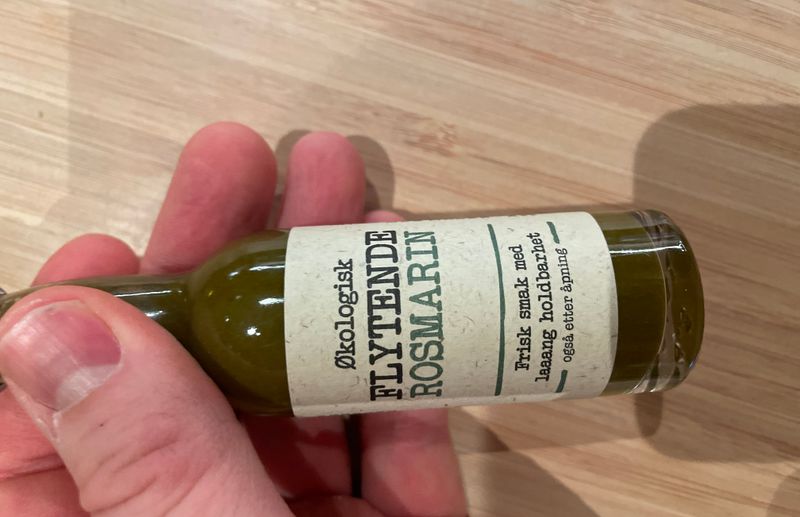 Økologisk
FLYTENDE
ROSMARIN
Frisk smak med
laaang holdbarhet
også etter åpning